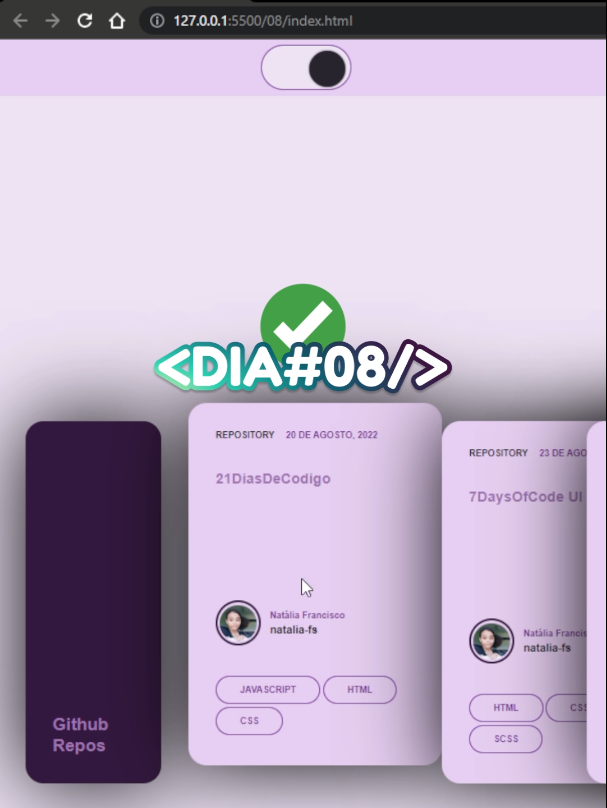 127.0.0.1:5500/08/index.html
<DIA#08/>
REPOSITORY 20 DE AGOSTO, 2022
21DiasDeCodigo
Natália Francisco
natalia-fs
JAVASCRIPT HTML
CSS
REPOSITORY 23 DE AGO
7DaysOfCode UI
Natália Francis
natalia-fs
HTML CSS
SCSS
Github
Repos